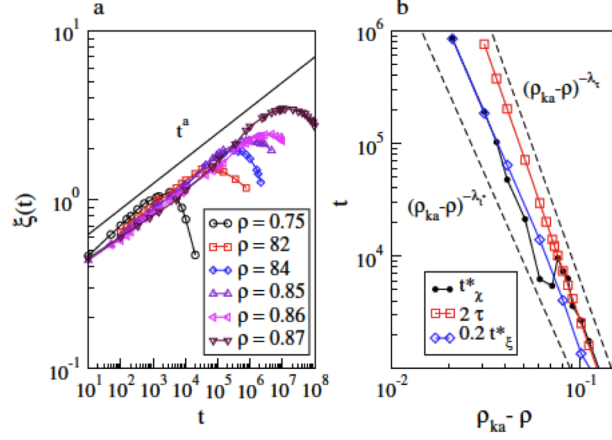 a
b
10^1
10^0
10^-1
ξ(t)
t^a
ρ = 0.75
ρ = 82
ρ = 84
ρ = 0.85
ρ = 0.86
ρ = 0.87
10^1 10^2 10^3 10^4 10^5 10^6 10^7 10^8
t
10^6
10^5
10^4
t
(ρ_ka-ρ)^-λ_τ
(ρ_ka-ρ)^-λ_t*
t*_χ
2 τ
0.2 t*_ξ
10^-2 10^-1
ρ_ka- ρ